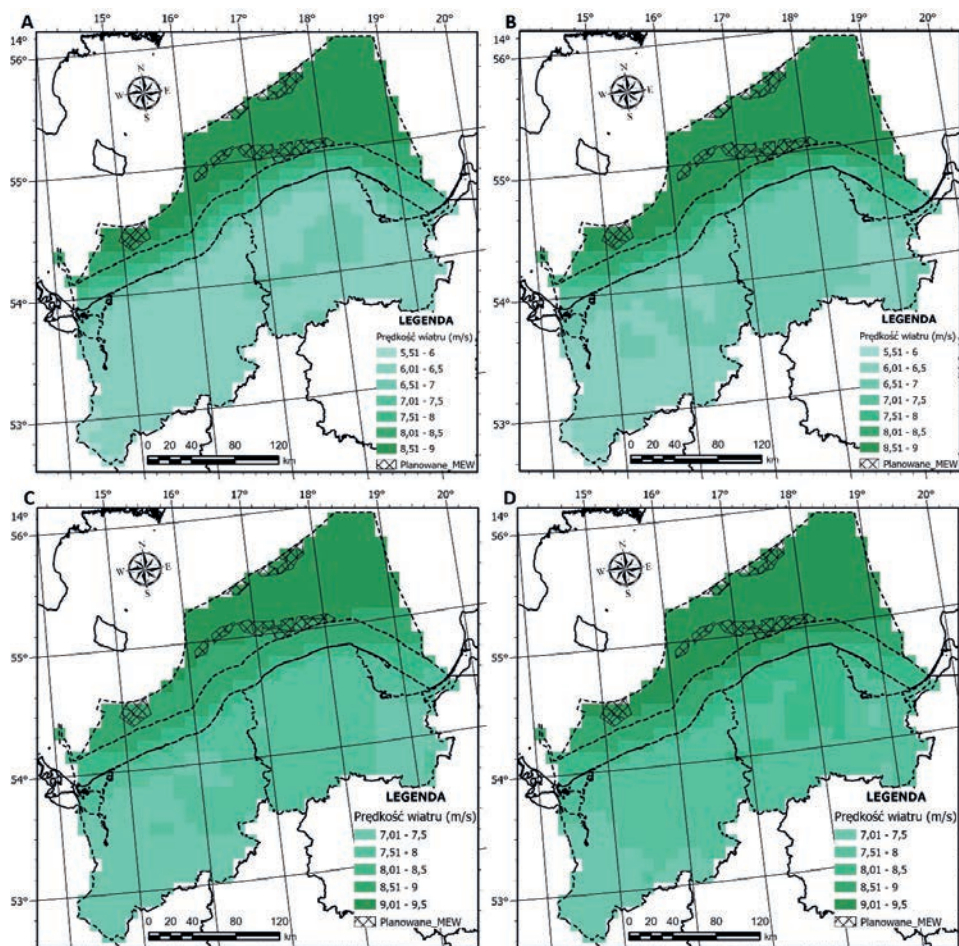 A
15° 16° 17° 18° 19° 20°
14°
56°
N
W E
S
55°
54°
53°
LEGENDA
Prędkość wiatru (m/s)
5,51 - 6
6,01 - 6,5
6,51 - 7
7,01 - 7,5
7,51 - 8
8,01 - 8,5
8,51 - 9
Planowane_MEW
0 20 40 80 120
km
B
15° 16° 17° 18° 19° 20°
14°
56°
N
W E
S
55°
54°
53°
LEGENDA
Prędkość wiatru (m/s)
5,51 - 6
6,01 - 6,5
6,51 - 7
7,01 - 7,5
7,51 - 8
8,01 - 8,5
8,51 - 9
Planowane_MEW
0 20 40 80 120
km
C
15° 16° 17° 18° 19° 20°
14°
56°
N
W E
S
55°
54°
53°
LEGENDA
Prędkość wiatru (m/s)
7,01 - 7,5
7,51 - 8
8,01 - 8,5
8,51 - 9
9,01 - 9,5
Planowane_MEW
0 20 40 80 120
km
D
15° 16° 17° 18° 19° 20°
14°
56°
N
W E
S
55°
54°
53°
LEGENDA
Prędkość wiatru (m/s)
7,01 - 7,5
7,51 - 8
8,01 - 8,5
8,51 - 9
9,01 - 9,5
Planowane_MEW
0 20 40 80 120
km